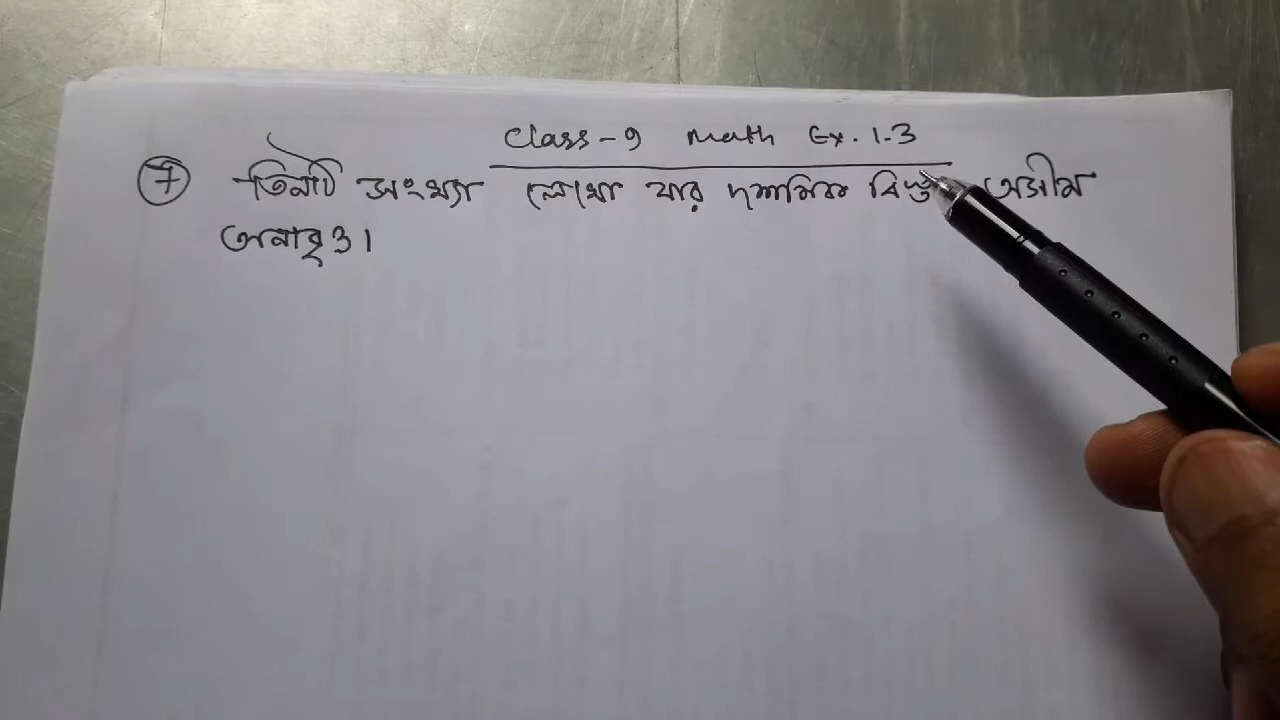 Class-9 Math Ex. 1.3
⑦ তিনটি সংখ্যা লেখো যার দশমিক অসীম
অনাবৃত।